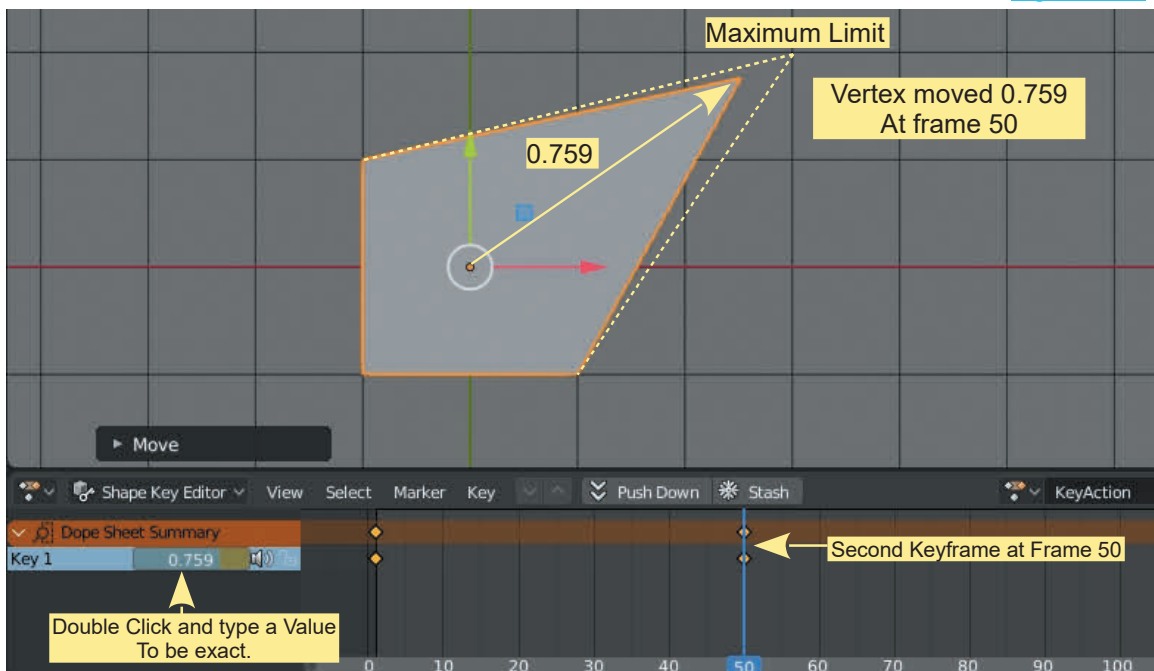 Maximum Limit
Vertex moved 0.759
At frame 50
0.759
Move
Shape Key Editor View Select Marker Key Push Down Stash KeyAction
Dope Sheet Summary
Key 1 0.759
Second Keyframe at Frame 50
Double Click and type a Value
To be exact.
0 10 20 30 40 50 60 70 80 90 100